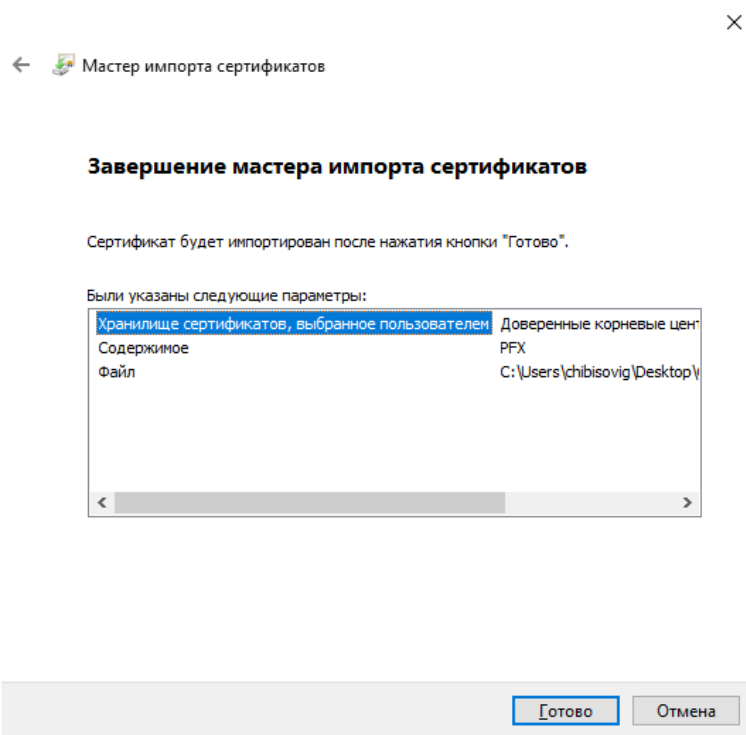 Мастер импорта сертификатов
Завершение мастера импорта сертификатов
Сертификат будет импортирован после нажатия кнопки "Готово".
Были указаны следующие параметры:
Хранилище сертификатов, выбранное пользователем Доверенные корневые цент
Содержимое PFX
Файл C:\Users\chibisovig\Desktop\
Готово Отмена